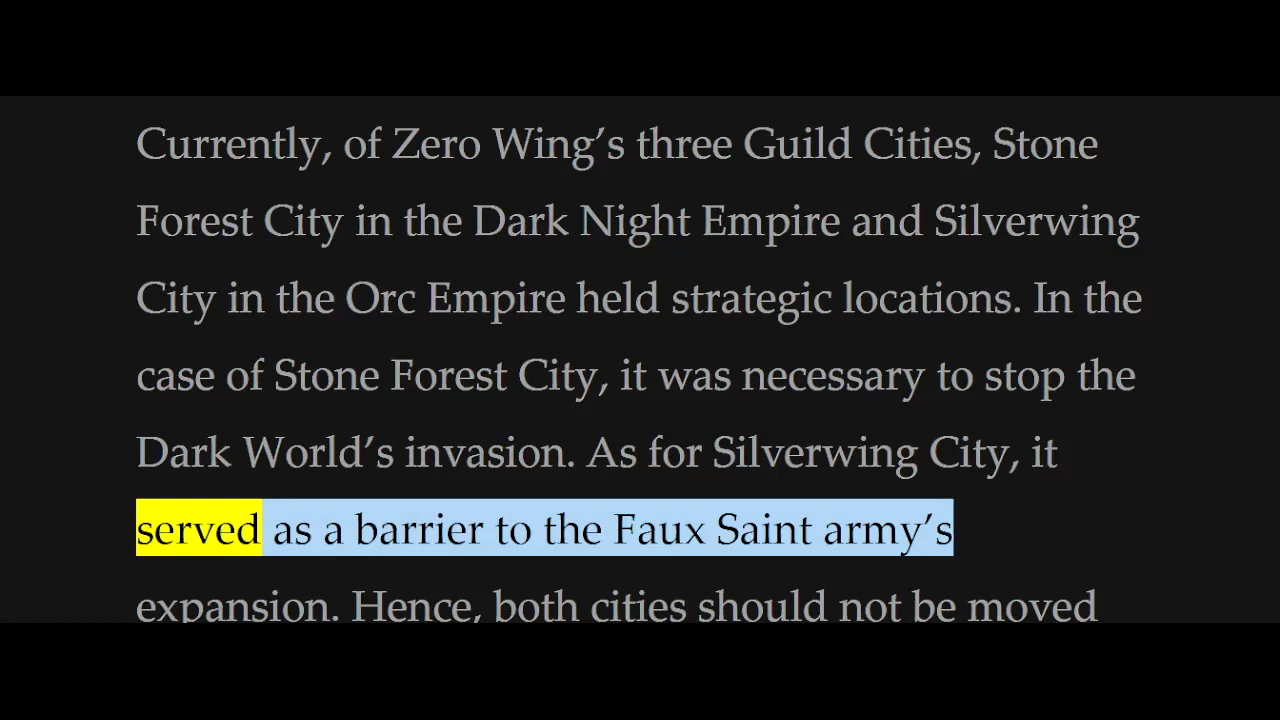 Currently, of Zero Wing’s three Guild Cities, Stone
Forest City in the Dark Night Empire and Silverwing
City in the Orc Empire held strategic locations. In the
case of Stone Forest City, it was necessary to stop the
Dark World’s invasion. As for Silverwing City, it
served as a barrier to the Faux Saint army’s
expansion. Hence, both cities should not be moved